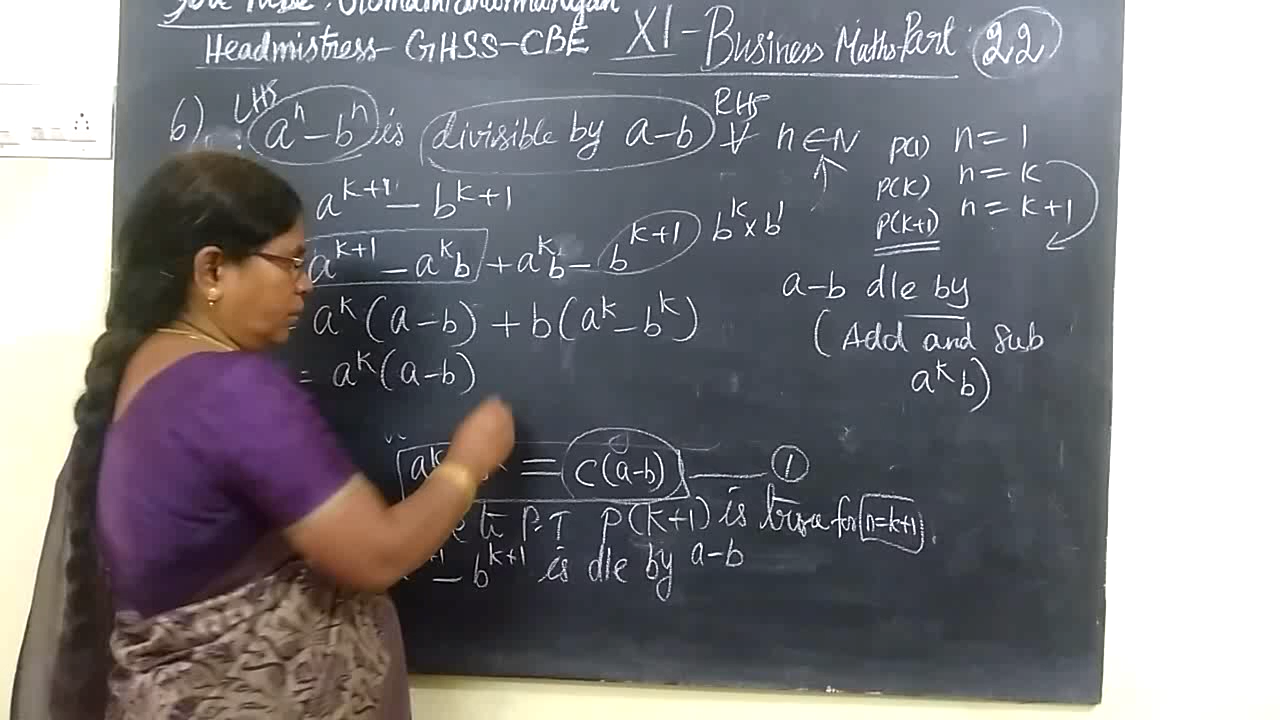 Headmistress - GHSS-CBE XI - Business Maths-Part 22
6) LHS aⁿ - bⁿ is divisible by a-b RHS ∀ n ∈ N
P(1) n = 1
P(k) n = k
P(k+1) n = k+1
aᵏ⁺¹ - bᵏ⁺¹
aᵏ⁺¹ - aᵏb + aᵏb - bᵏ⁺¹ bᵏ × b¹
aᵏ(a-b) + b(aᵏ - bᵏ)
= aᵏ(a-b)
a-b dle by
(Add and sub
aᵏb)
aᵏ = C(a-b) —— ①
P.T P(k+1) is true for n=k+1.
- bᵏ⁺¹ is dle by a-b